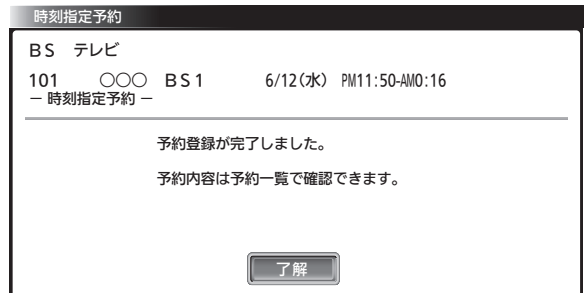 時刻指定予約
BS テレビ
101 ○○○ BS1 6/12(水) PM11:50-AM0:16
－ 時刻指定予約 －
予約登録が完了しました。
予約内容は予約一覧で確認できます。
了解